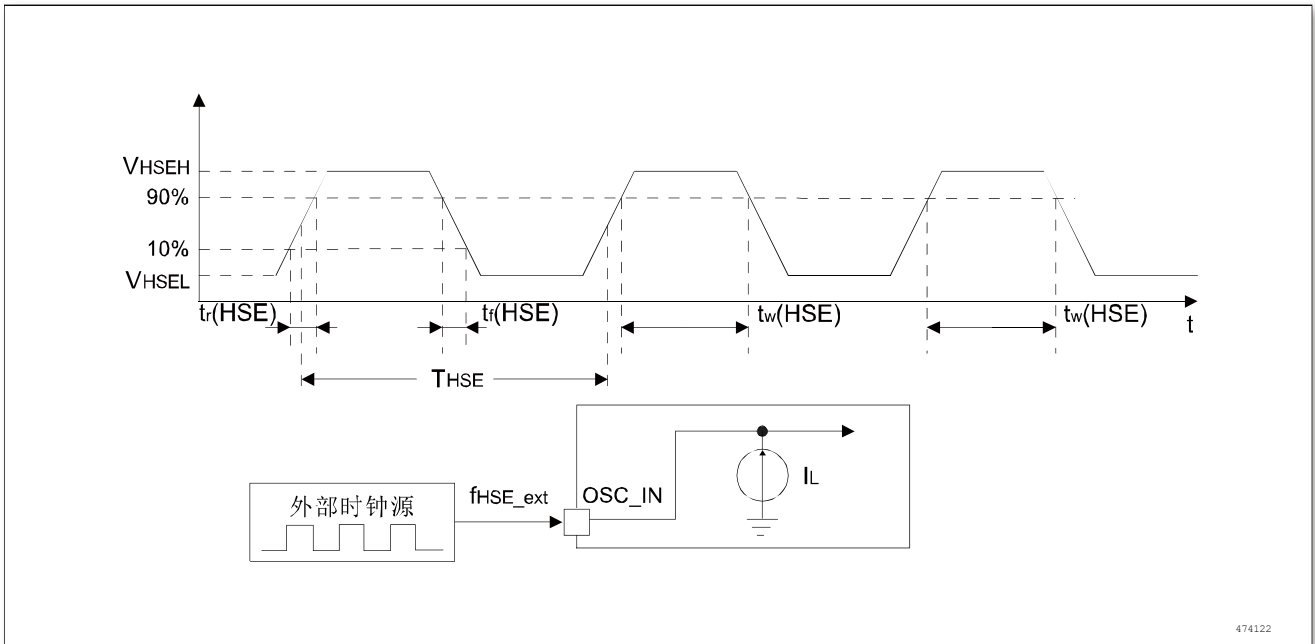 VHSEH
90%
10%
VHSEL
tr(HSE)
tf(HSE)
tw(HSE)
tw(HSE)
t
THSE
外部时钟源
fHSE_ext
OSC_IN
IL
474122